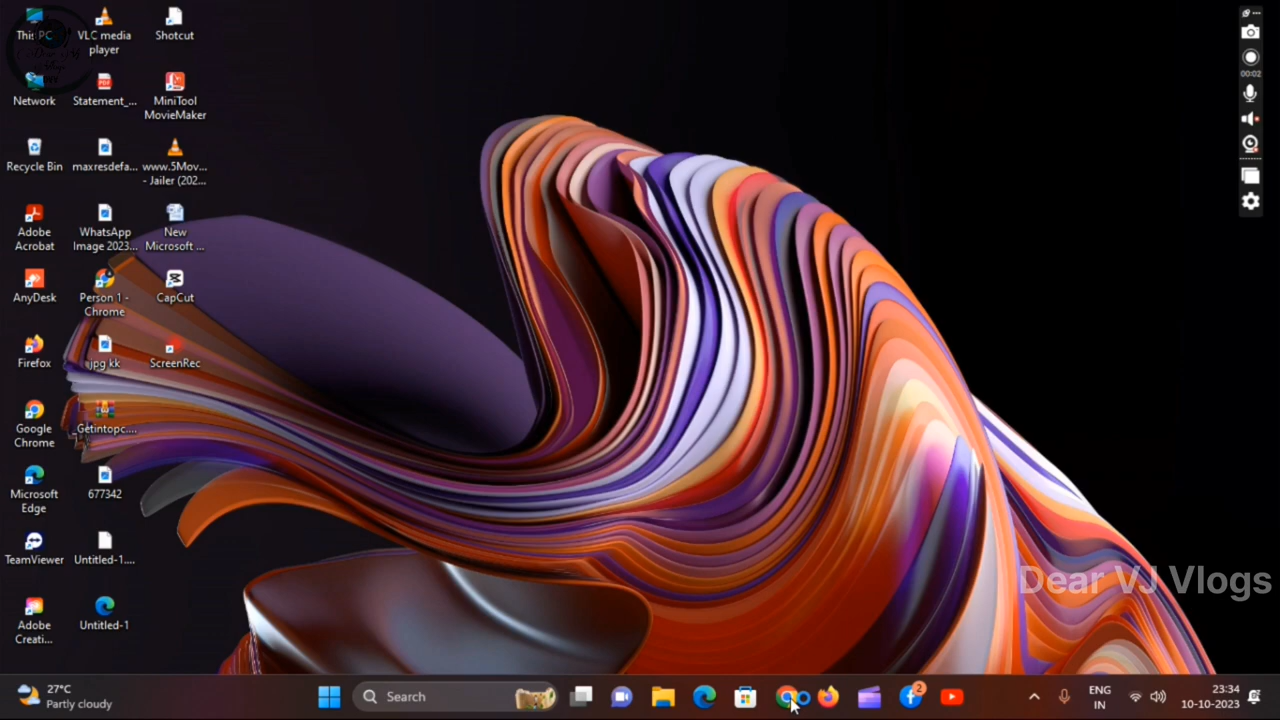 This PC
VLC media
player
Shotcut
Network
Statement_...
MiniTool
MovieMaker
Recycle Bin
maxresdefa...
www.5Mov...
- Jailer (202...
Adobe
Acrobat
WhatsApp
Image 2023...
New
Microsoft ...
AnyDesk
Person 1 -
Chrome
CapCut
Firefox
jpg kk
ScreenRec
Google
Chrome
Getintopc....
Microsoft
Edge
677342
TeamViewer
Untitled-1....
Adobe
Creati...
Untitled-1
00:02
Dear VJ Vlogs
27°C
Partly cloudy
Search
2
ENG
IN
23:34
10-10-2023